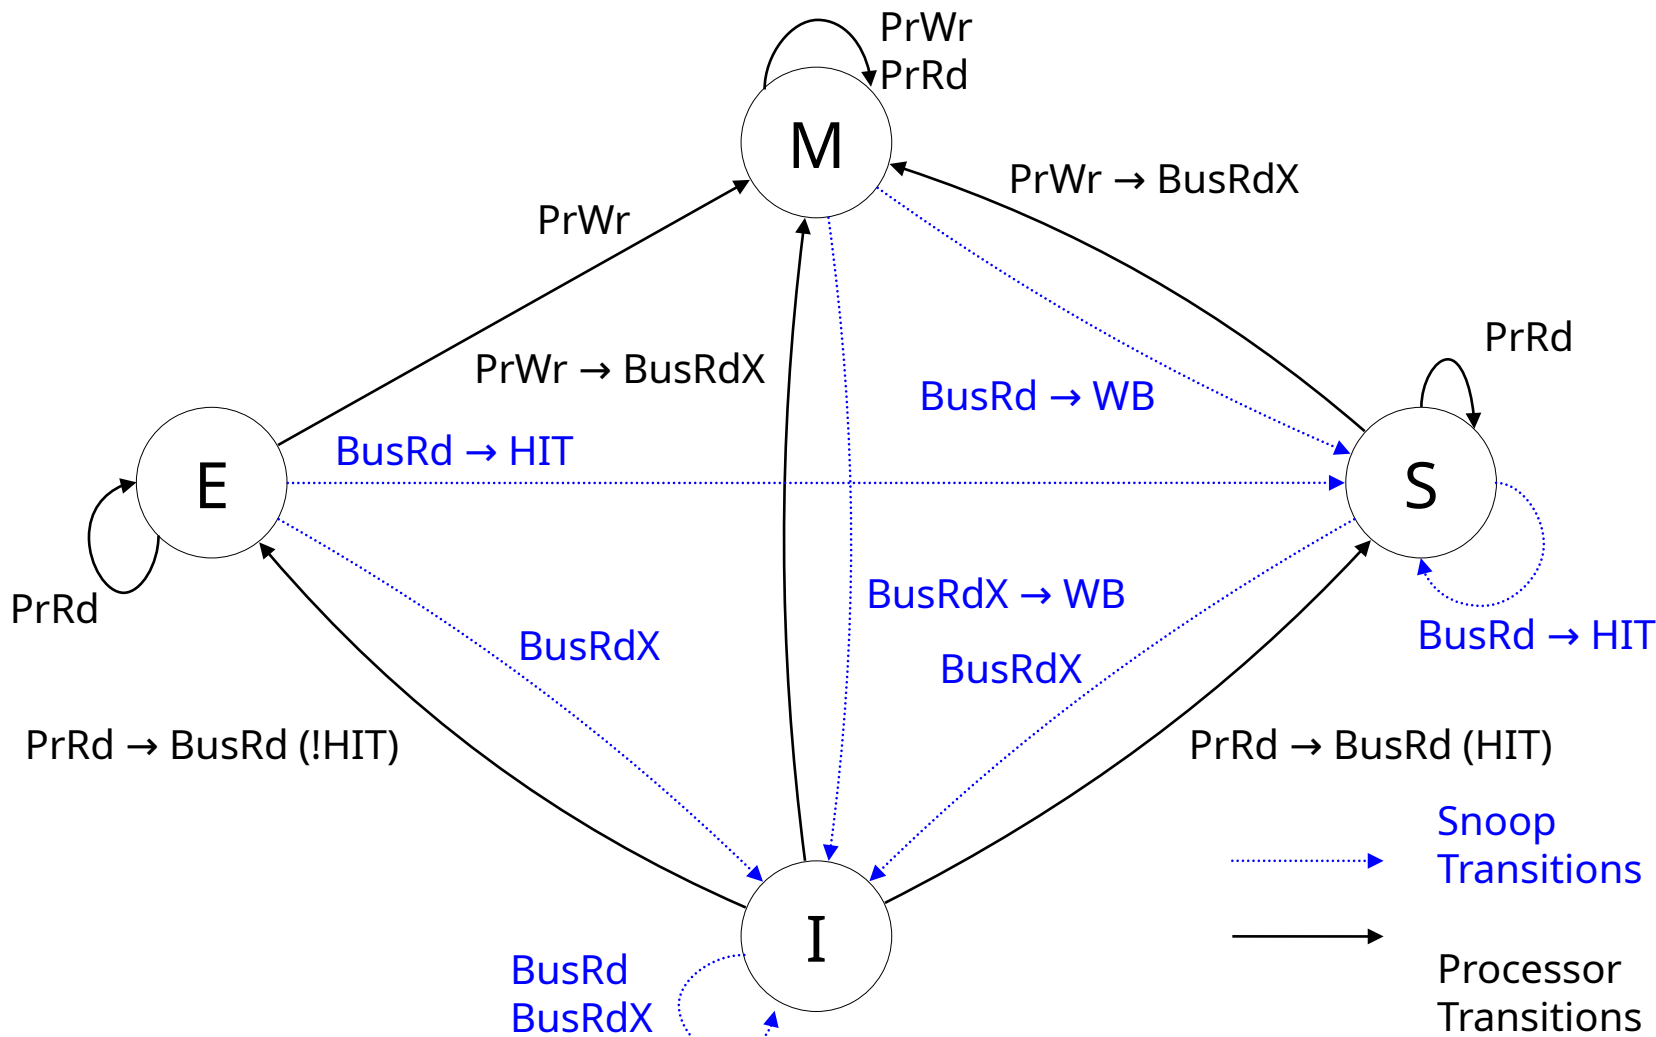 PrWr
PrRd
M
PrWr → BusRdX
PrWr
PrRd
PrWr → BusRdX
BusRd → WB
BusRd → HIT
E
S
BusRdX → WB
PrRd
BusRd → HIT
BusRdX
BusRdX
PrRd → BusRd (!HIT)
PrRd → BusRd (HIT)
Snoop
Transitions
I
BusRd
BusRdX
Processor
Transitions